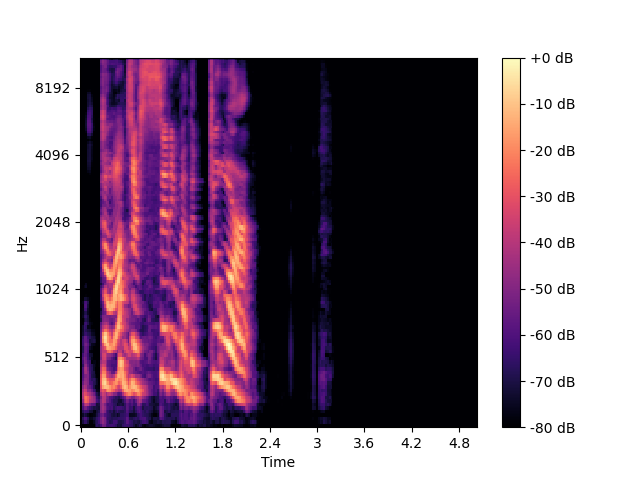 8192
4096
2048
1024
512
0
Hz
0 0.6 1.2 1.8 2.4 3 3.6 4.2 4.8
Time
+0 dB
-10 dB
-20 dB
-30 dB
-40 dB
-50 dB
-60 dB
-70 dB
-80 dB